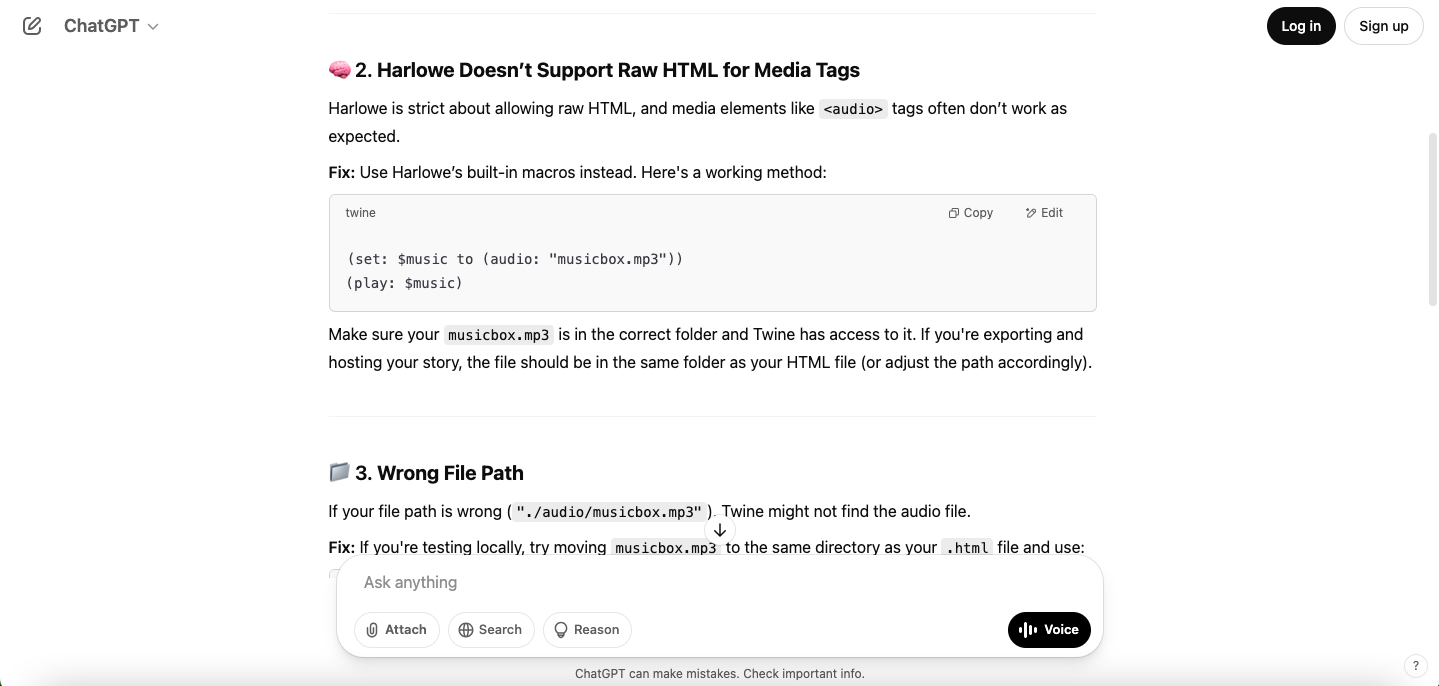 ChatGPT
Log in
Sign up
🧠 2. Harlowe Doesn’t Support Raw HTML for Media Tags
Harlowe is strict about allowing raw HTML, and media elements like <audio> tags often don’t work as
expected.
Fix: Use Harlowe’s built-in macros instead. Here's a working method:
twine
Copy
Edit
(set: $music to (audio: "musicbox.mp3"))
(play: $music)
Make sure your musicbox.mp3 is in the correct folder and Twine has access to it. If you're exporting and
hosting your story, the file should be in the same folder as your HTML file (or adjust the path accordingly).
📁 3. Wrong File Path
If your file path is wrong ("./audio/musicbox.mp3"), Twine might not find the audio file.
Fix: If you're testing locally, try moving musicbox.mp3 to the same directory as your .html file and use:
Ask anything
Attach
Search
Reason
Voice
ChatGPT can make mistakes. Check important info.
?